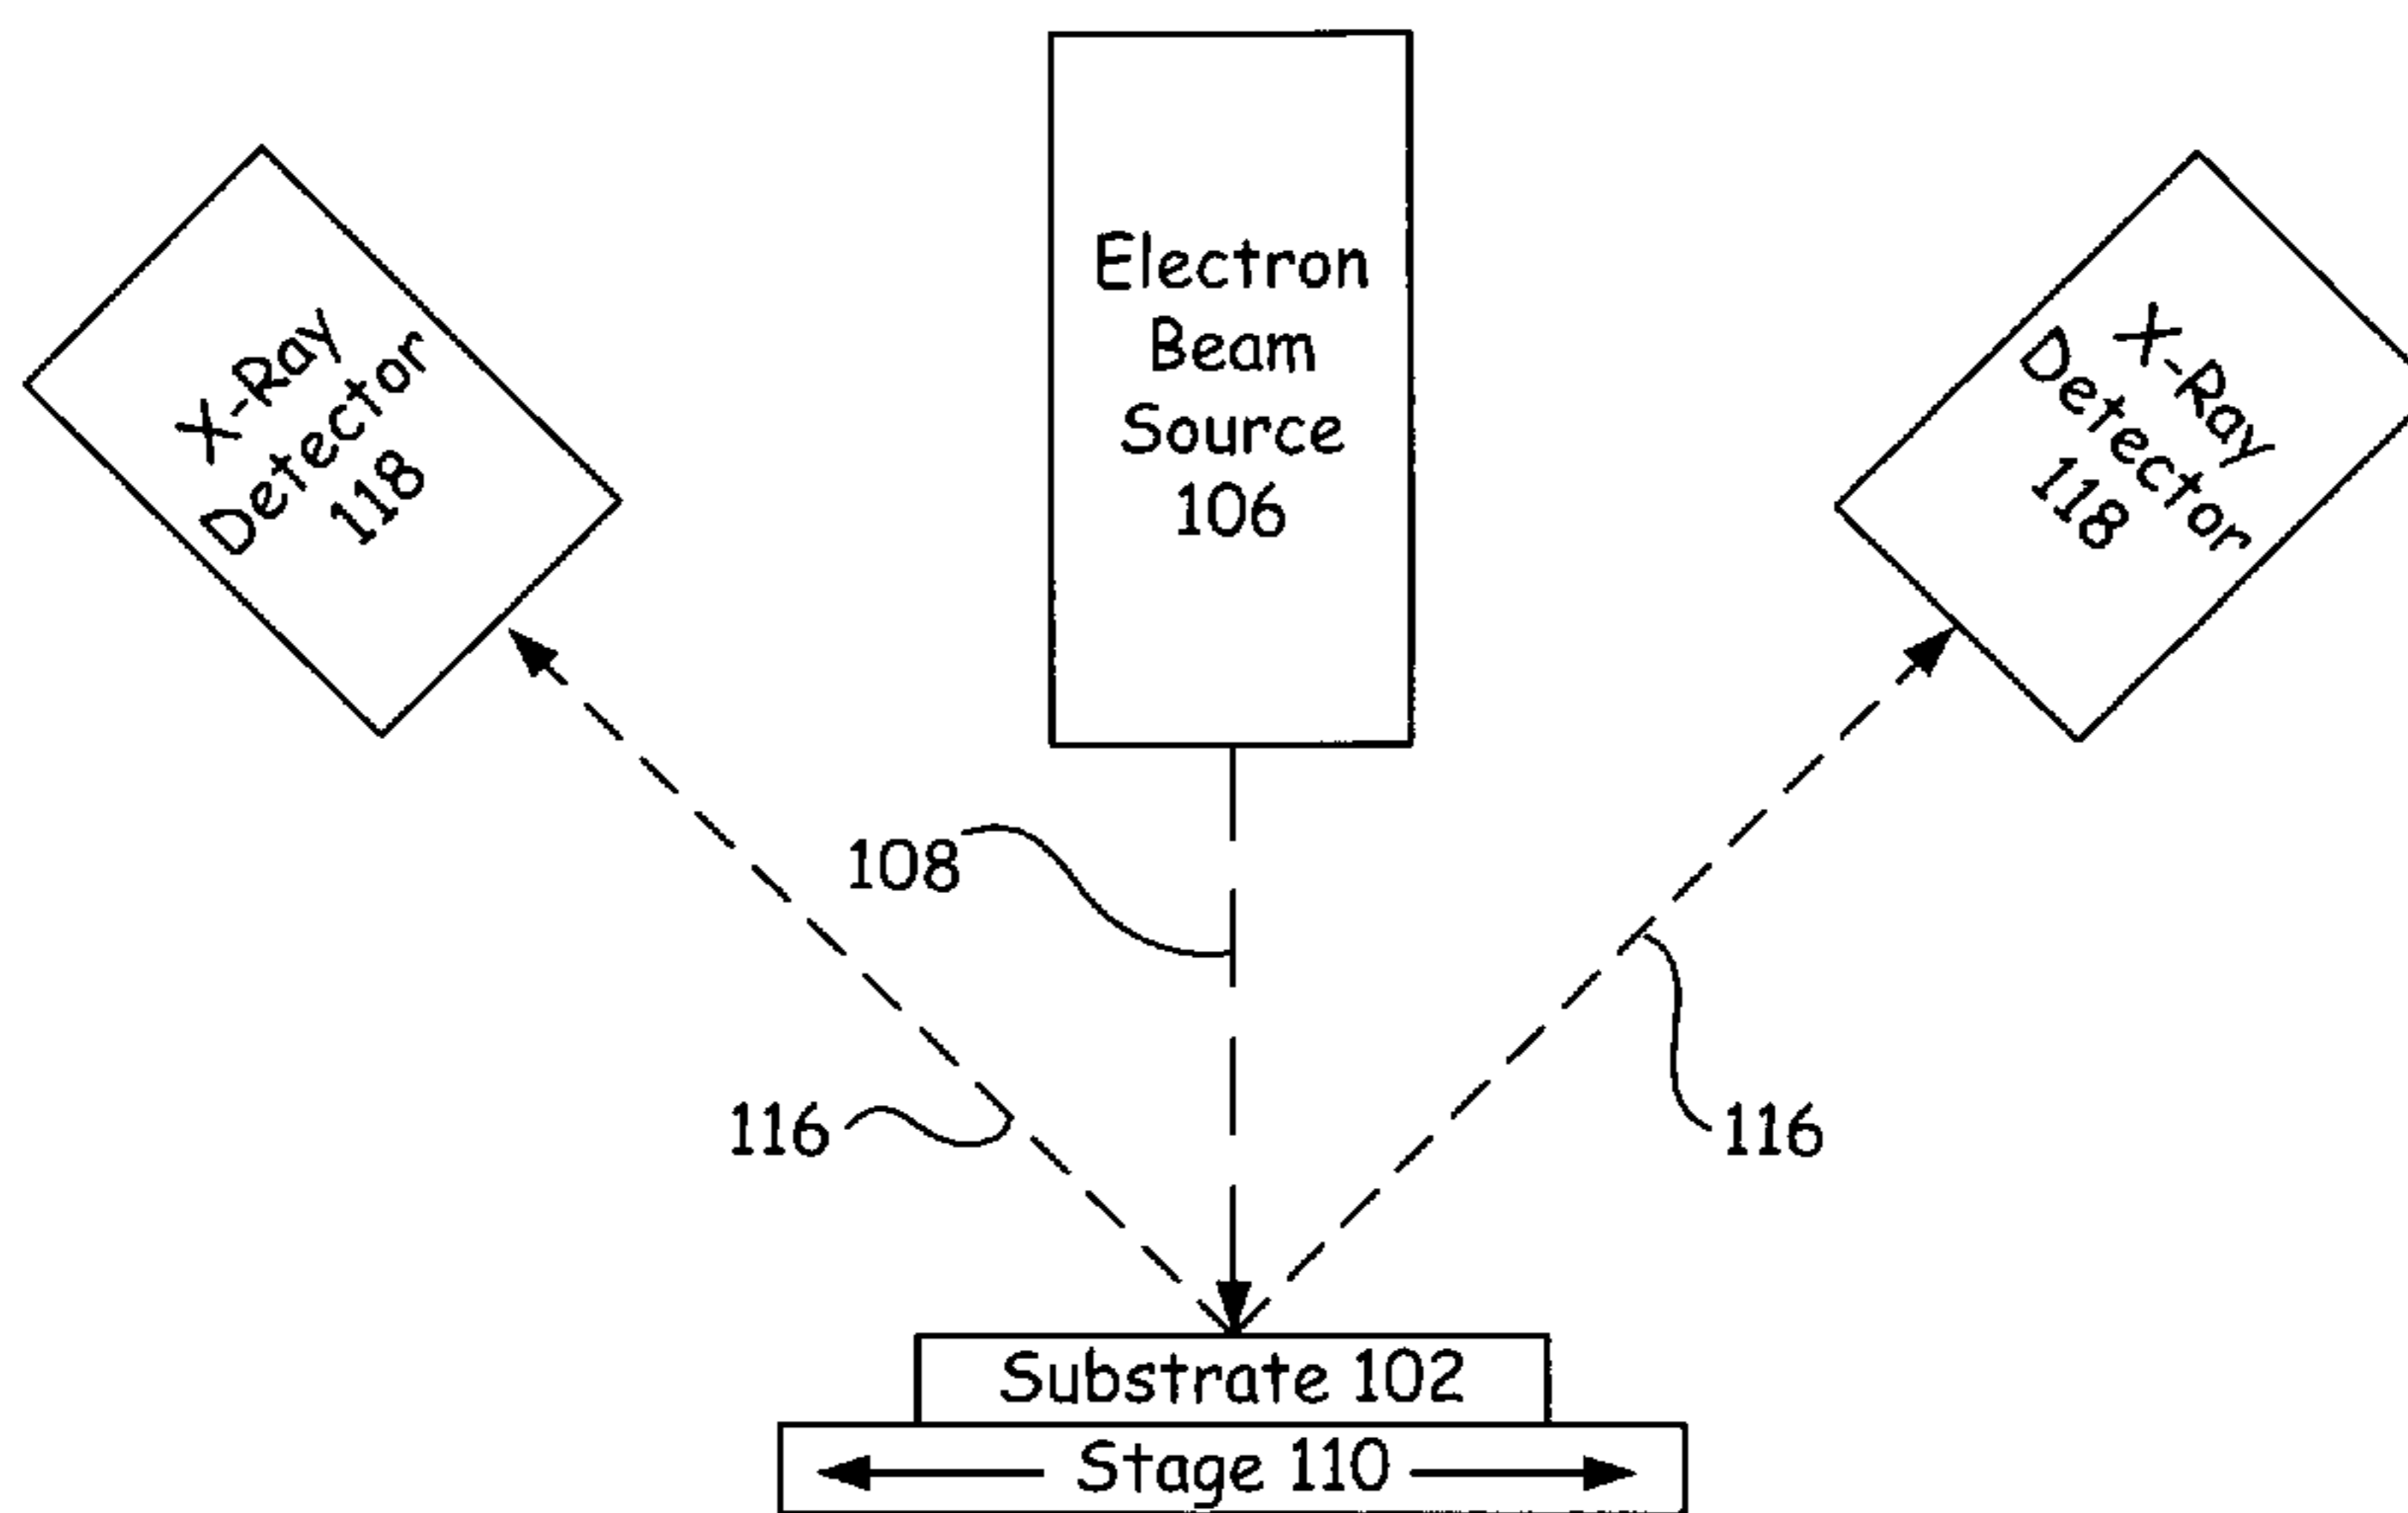 X-Ray
Detector
118
Electron
Beam
Source
106
X-Ray
Detector
118
108
116
116
Substrate 102
Stage 110